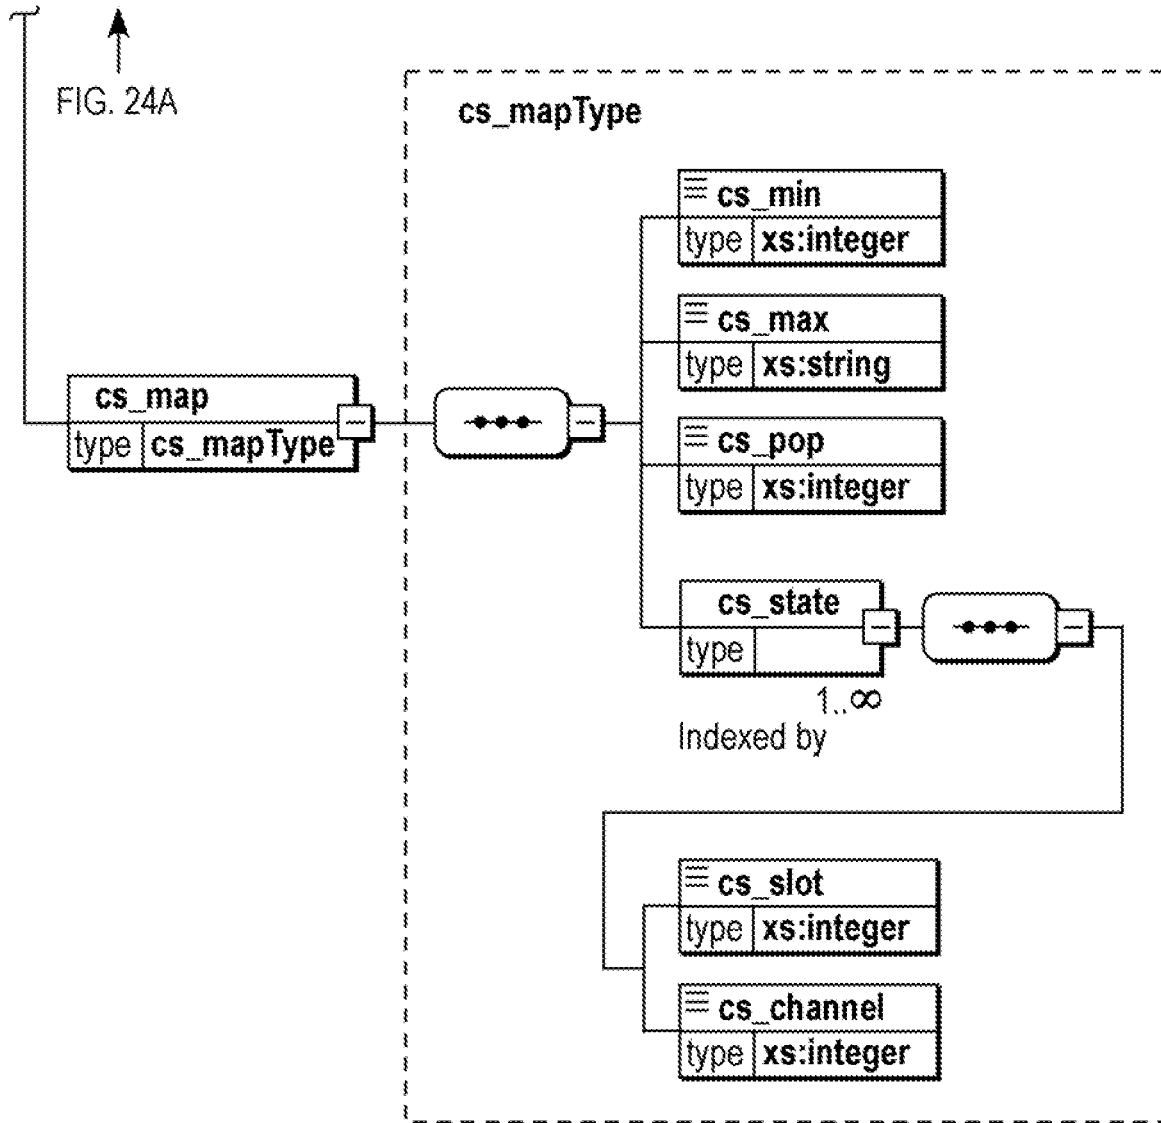 FIG. 24A
cs_mapType
cs_min
type xs:integer
cs_max
type xs:string
cs_map
type cs_mapType
cs_pop
type xs:integer
cs_state
type
1..∞
Indexed by
cs_slot
type xs:integer
cs_channel
type xs:integer